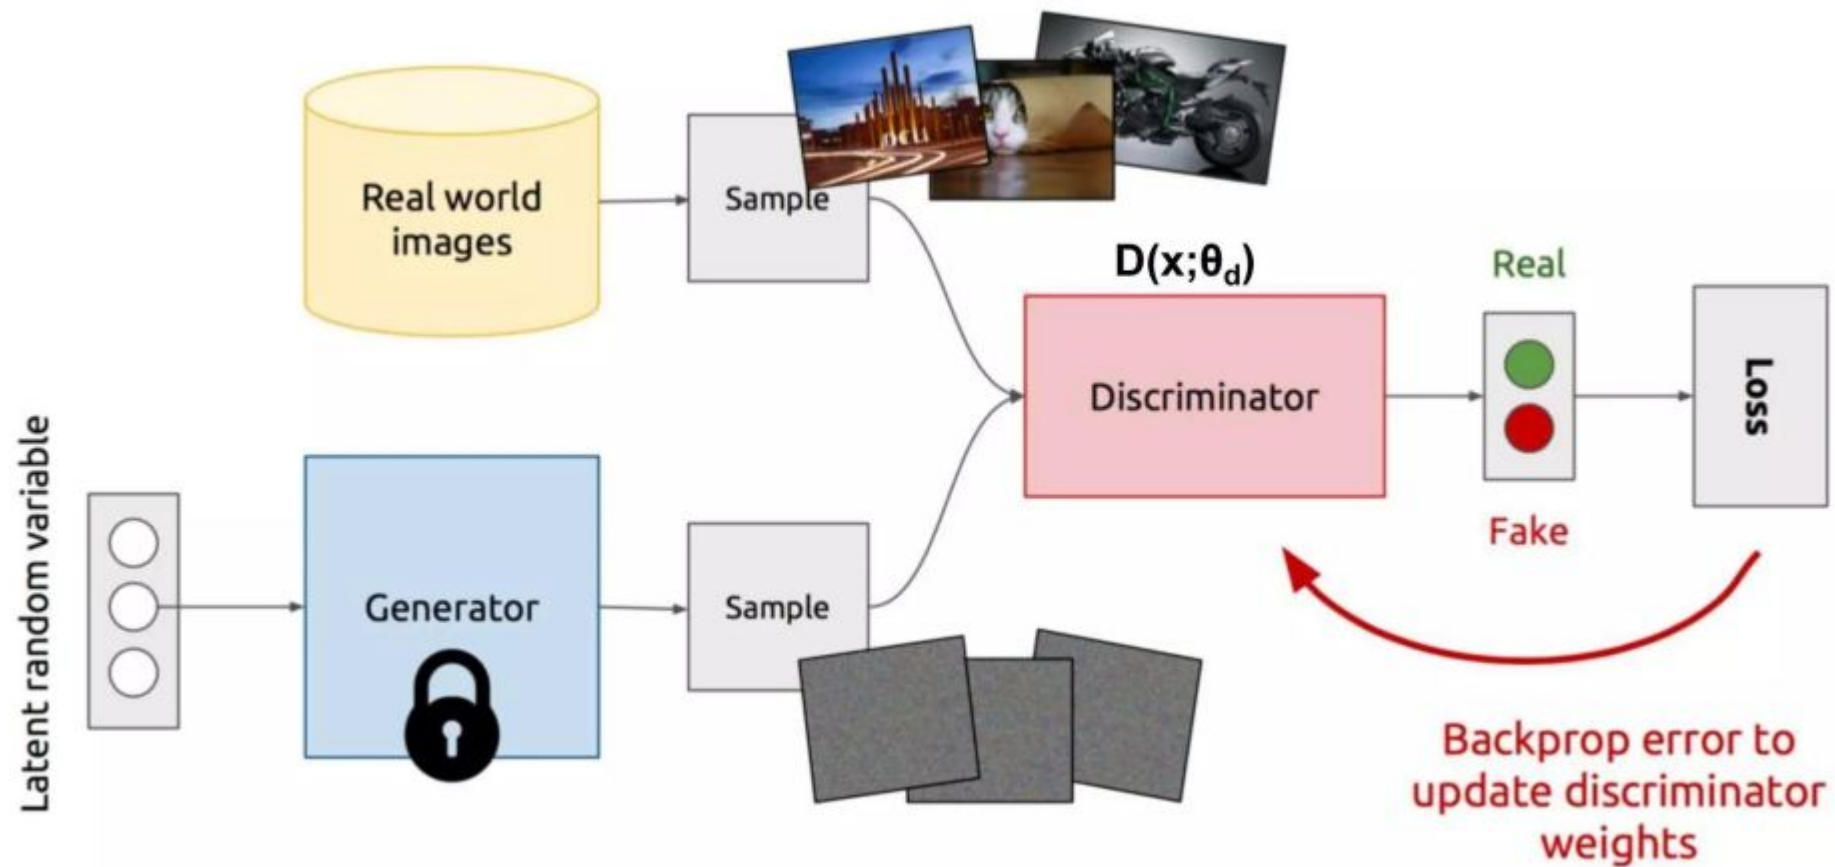 Real world
images
Sample
D(x;θd)
Real
Discriminator
Loss
Fake
Latent random variable
Generator
Sample
Backprop error to
update discriminator
weights